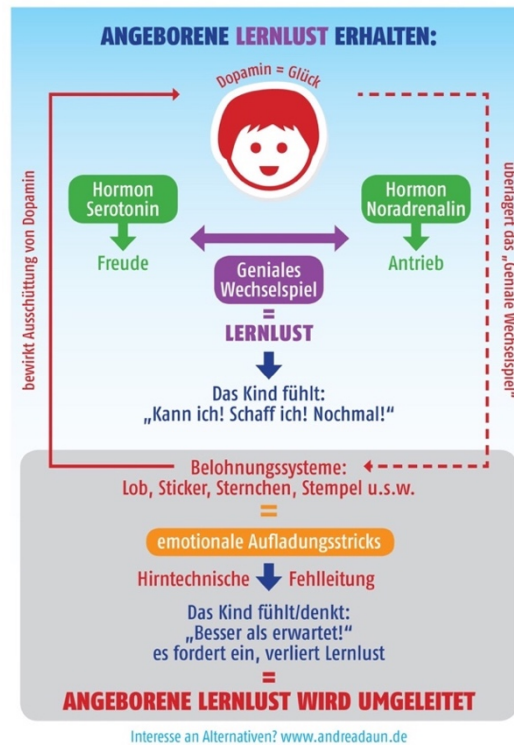 ANGEBORENE LERNLUST ERHALTEN:
Dopamin = Glück
bewirkt Ausschüttung von Dopamin
überlagert das „Geniale Wechselspiel“
Hormon
Serotonin
Freude
Hormon
Noradrenalin
Antrieb
Geniales
Wechselspiel
=
LERNLUST
Das Kind fühlt:
„Kann ich! Schaff ich! Nochmal!“
Belohnungssysteme:
Lob, Sticker, Sternchen, Stempel u.s.w.
=
emotionale Aufladungsstricks
Hirntechnische Fehlleitung
Das Kind fühlt/denkt:
„Besser als erwartet!“
es fordert ein, verliert Lernlust
=
ANGEBORENE LERNLUST WIRD UMGELEITET
Interesse an Alternativen? www.andreadaun.de